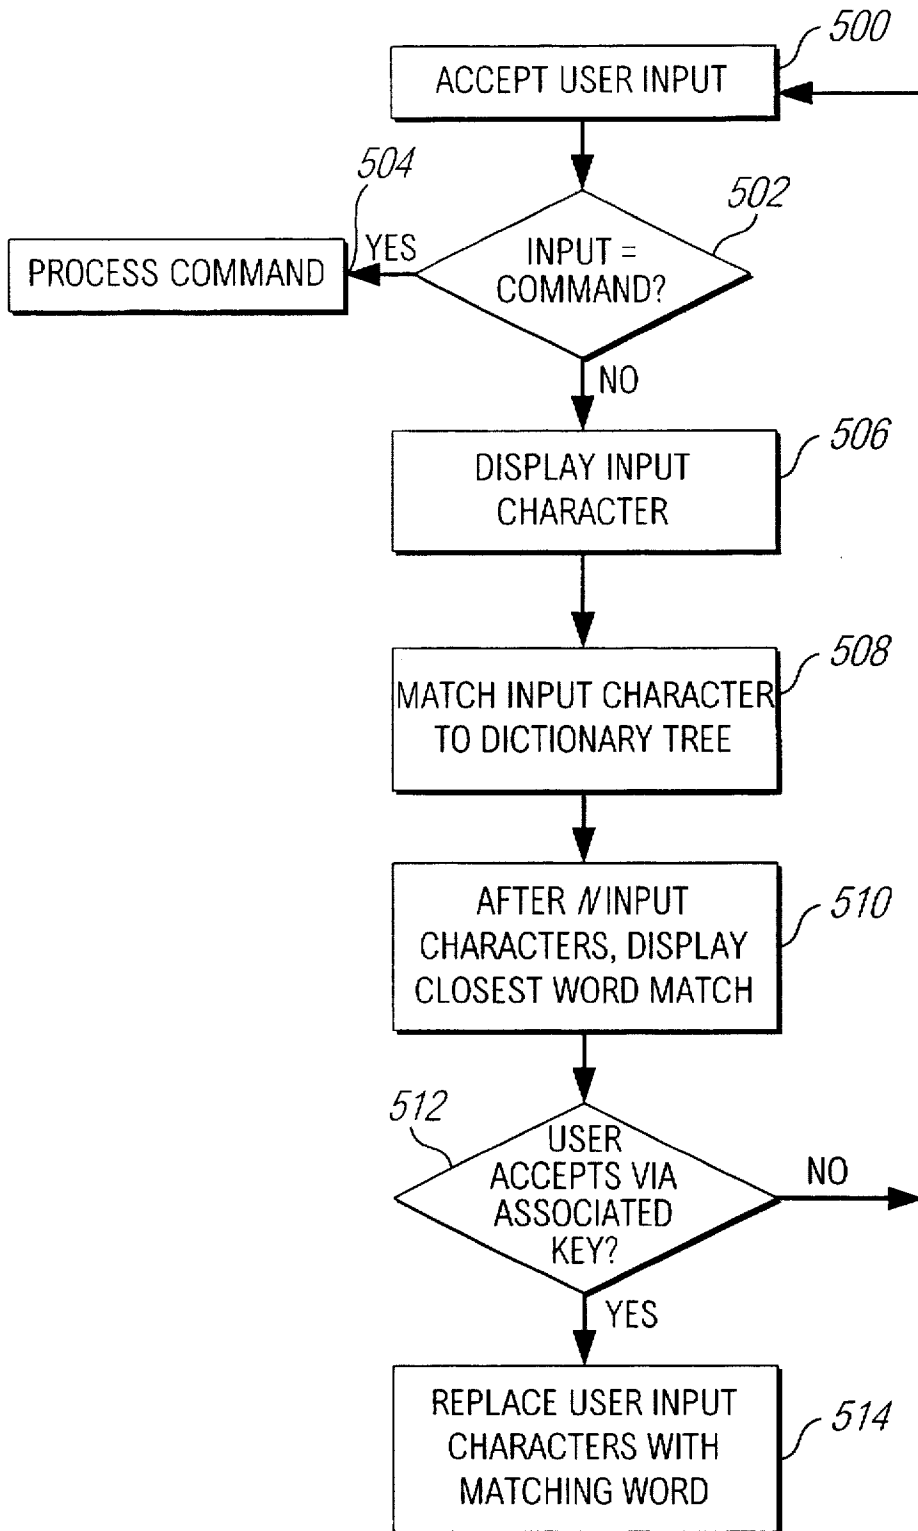 500
ACCEPT USER INPUT
504
502
YES
INPUT =
COMMAND?
PROCESS COMMAND
NO
506
DISPLAY INPUT
CHARACTER
508
MATCH INPUT CHARACTER
TO DICTIONARY TREE
510
AFTER N INPUT
CHARACTERS, DISPLAY
CLOSEST WORD MATCH
512
USER
ACCEPTS VIA
ASSOCIATED
KEY?
NO
YES
514
REPLACE USER INPUT
CHARACTERS WITH
MATCHING WORD